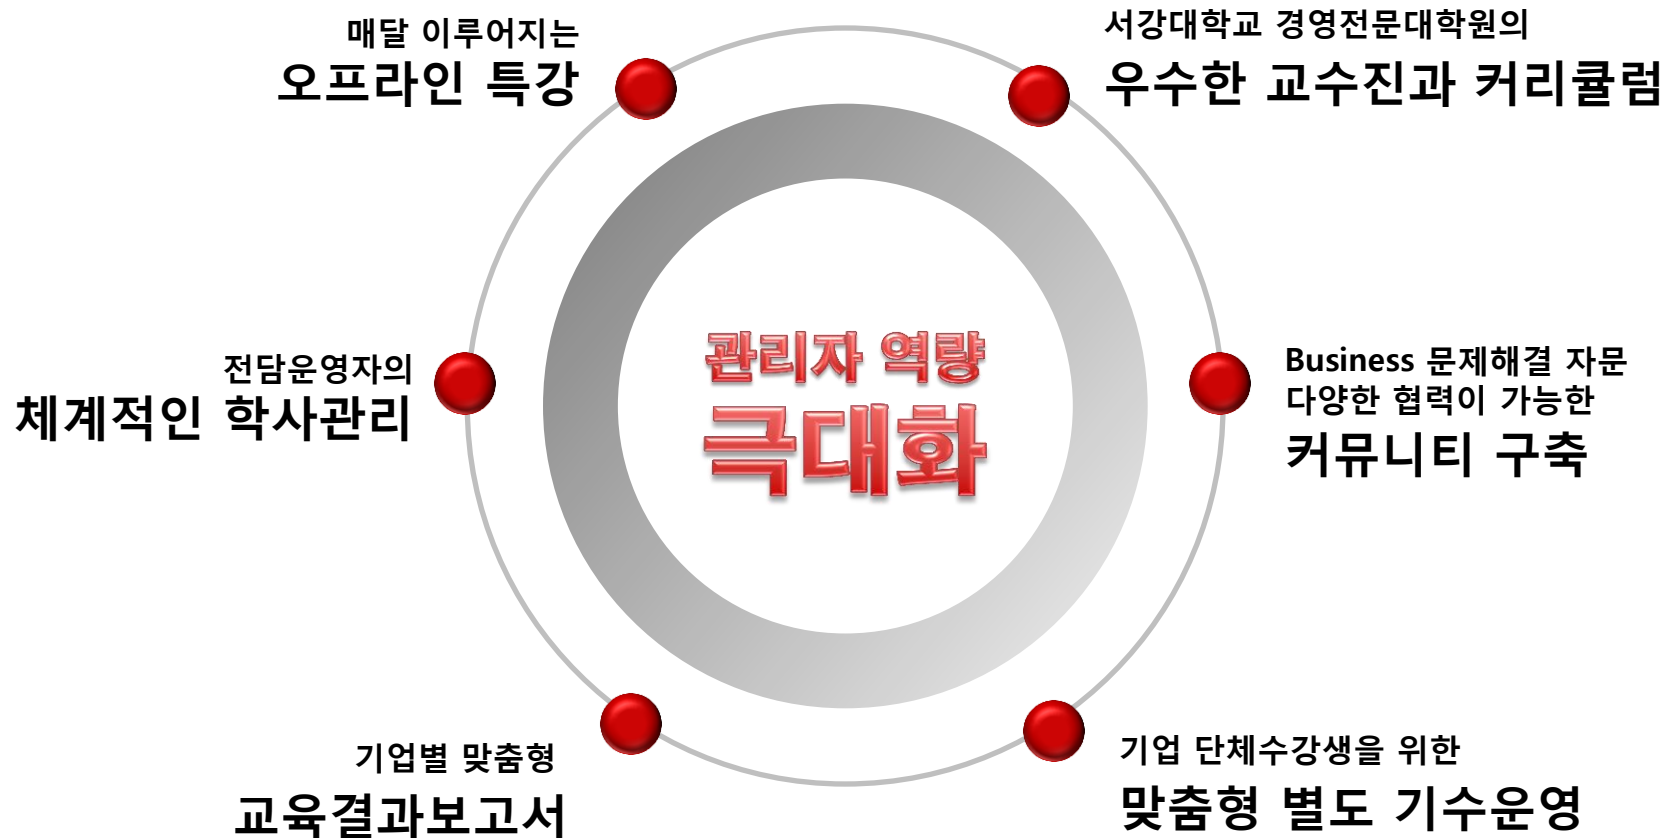 매달 이루어지는
오프라인 특강
서강대학교 경영전문대학원의
우수한 교수진과 커리큘럼
전담운영자의
체계적인 학사관리
관리자 역량
극대화
Business 문제해결 자문
다양한 협력이 가능한
커뮤니티 구축
기업별 맞춤형
교육결과보고서
기업 단체수강생을 위한
맞춤형 별도 기수운영